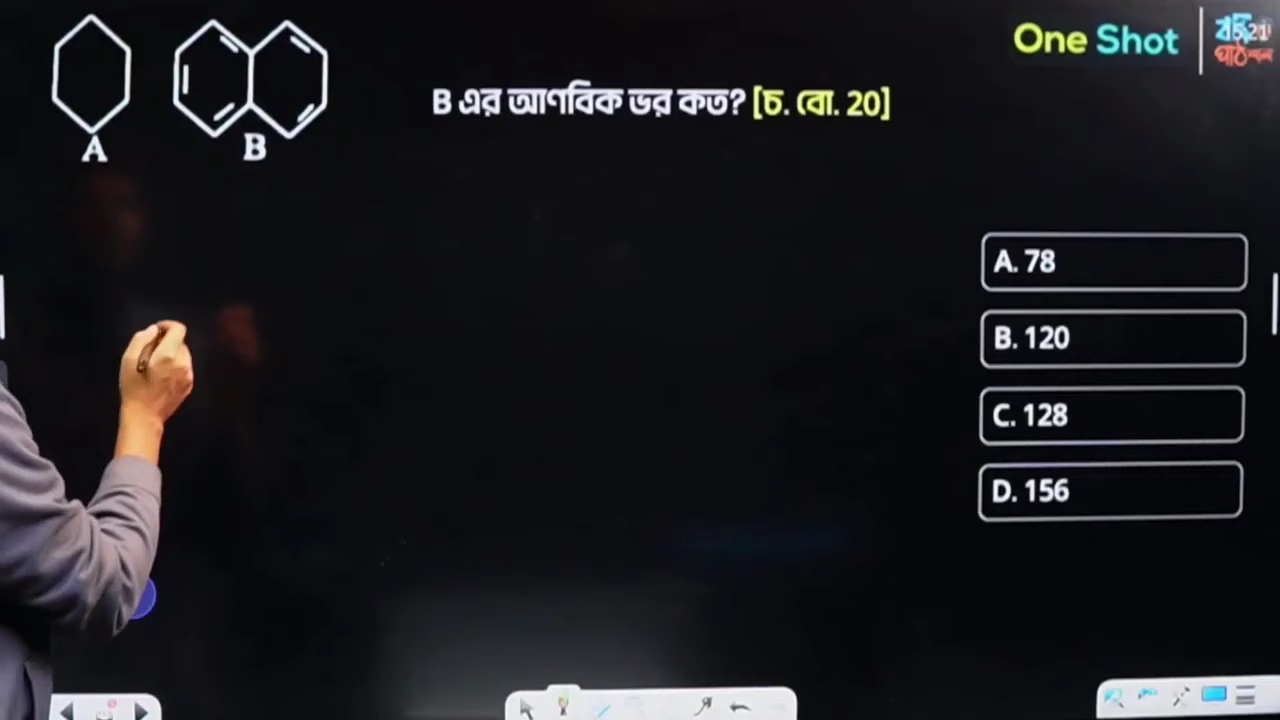 One Shot
B এর আণবিক ভর কত? [চ. বো. 20]
A
B
A. 78
B. 120
C. 128
D. 156